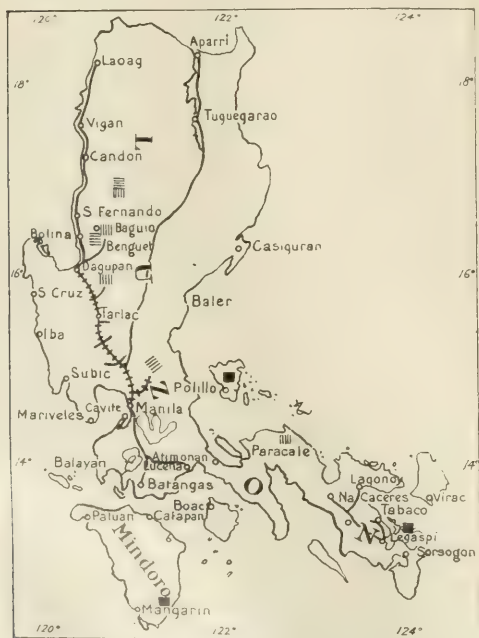 120°
122°
124°
Aparri
Laoag
18°
18°
Tuguegarao
Vigan
L
Candon
S Fernando
Baguio
Bolina
Benguet
Casiguran
U
16°
Dagupan
16°
S Cruz
Baler
Tarlac
Iba
Subic
Z
Polillo
Cavite
Manila
Mariveles
Paracale
14°
Balayan
Atimonan
14°
Lucena
Lagonoy
Batangas
O
Na Caceres
Virac
Boac
Tabaco
Patuan
Calapan
N
Legaspi
Sorsogon
Mindoro
Mangarin
120°
122°
124°